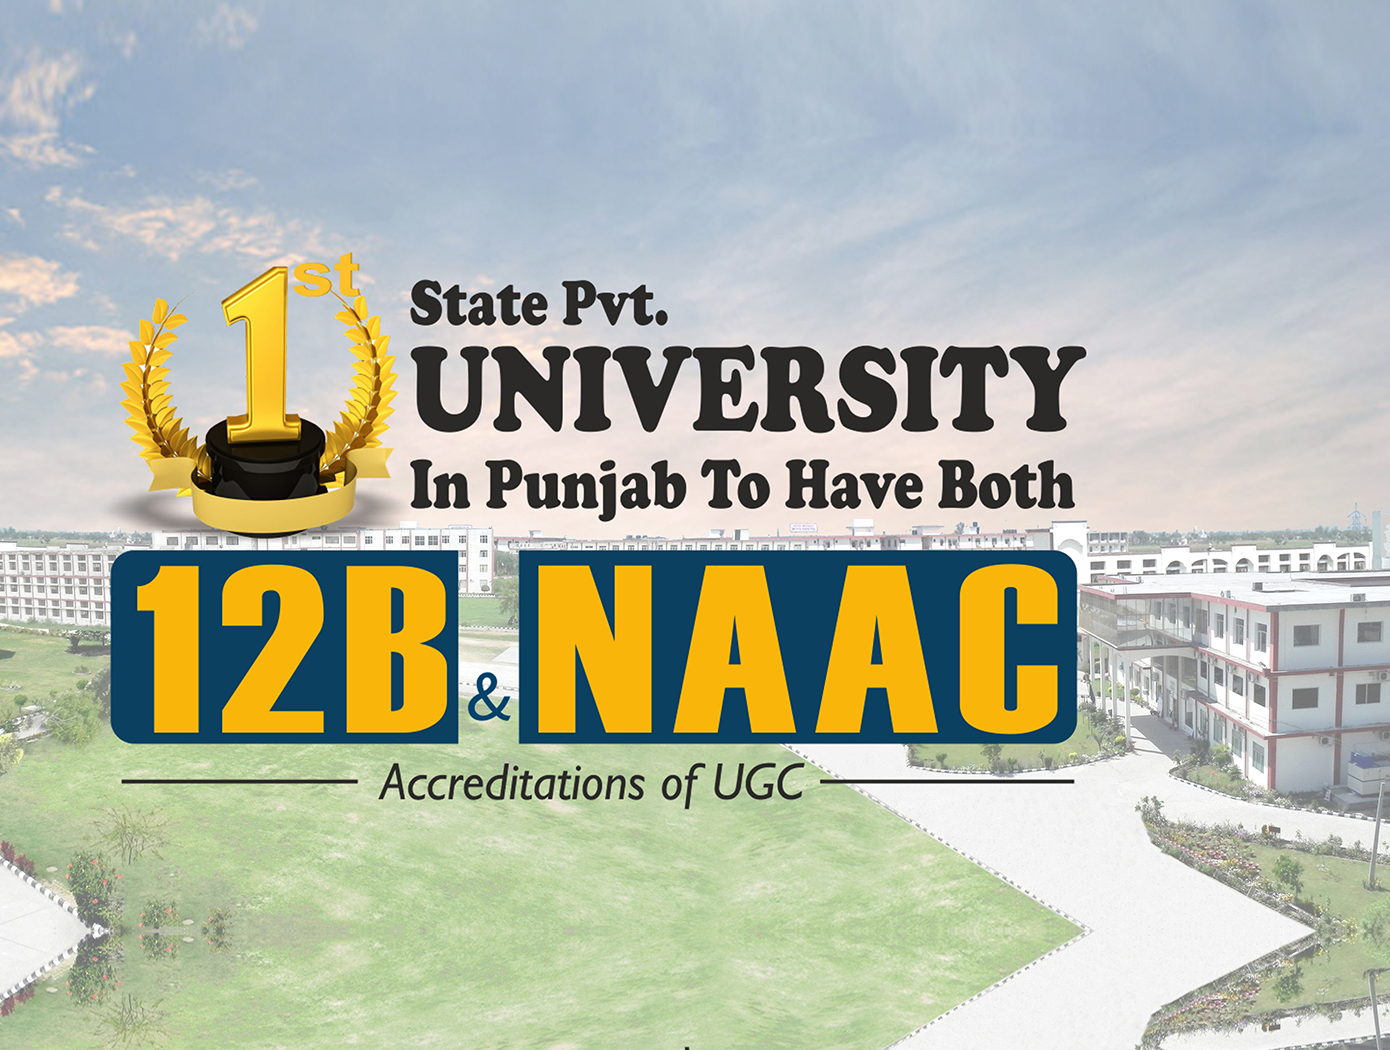 1st
State Pvt.
UNIVERSITY
In Punjab To Have Both
12B & NAAC
Accreditations of UGC